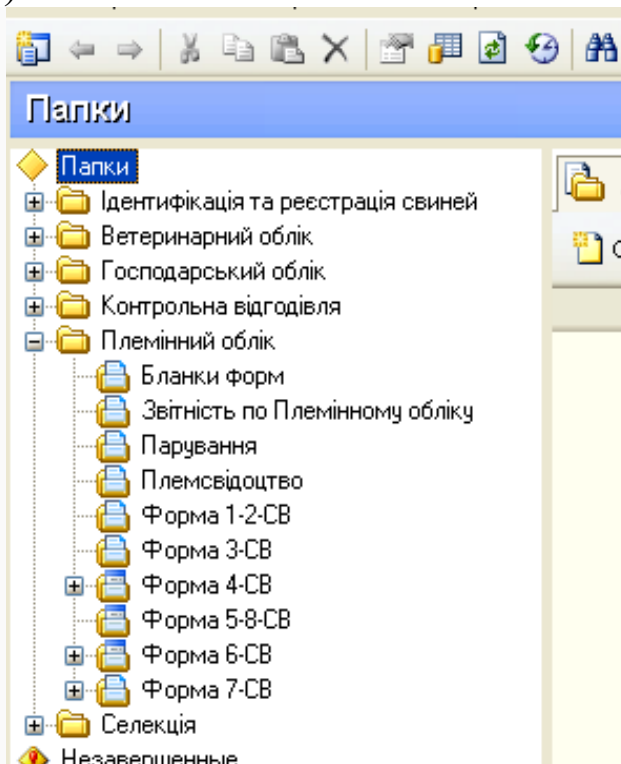 Папки
Папки
Ідентифікація та реєстрація свиней
Ветеринарний облік
Господарський облік
Контрольна відгодівля
Племінний облік
Бланки форм
Звітність по Племінному обліку
Парування
Племсвідоцтво
Форма 1-2-СВ
Форма 3-СВ
Форма 4-СВ
Форма 5-8-СВ
Форма 6-СВ
Форма 7-СВ
Селекція
Незавершенные